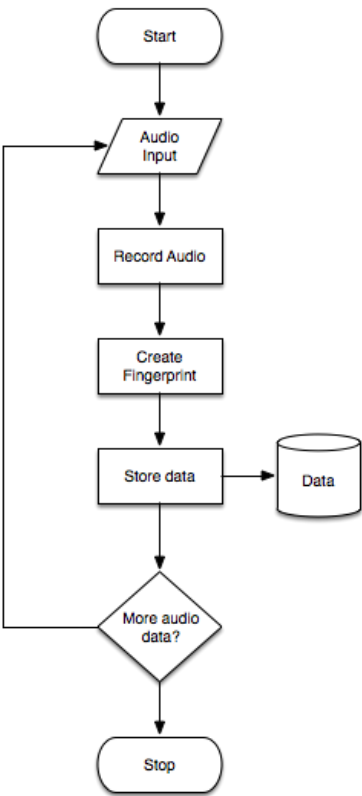 Start
Audio
Input
Record Audio
Create
Fingerprint
Store data
Data
More audio
data?
Stop